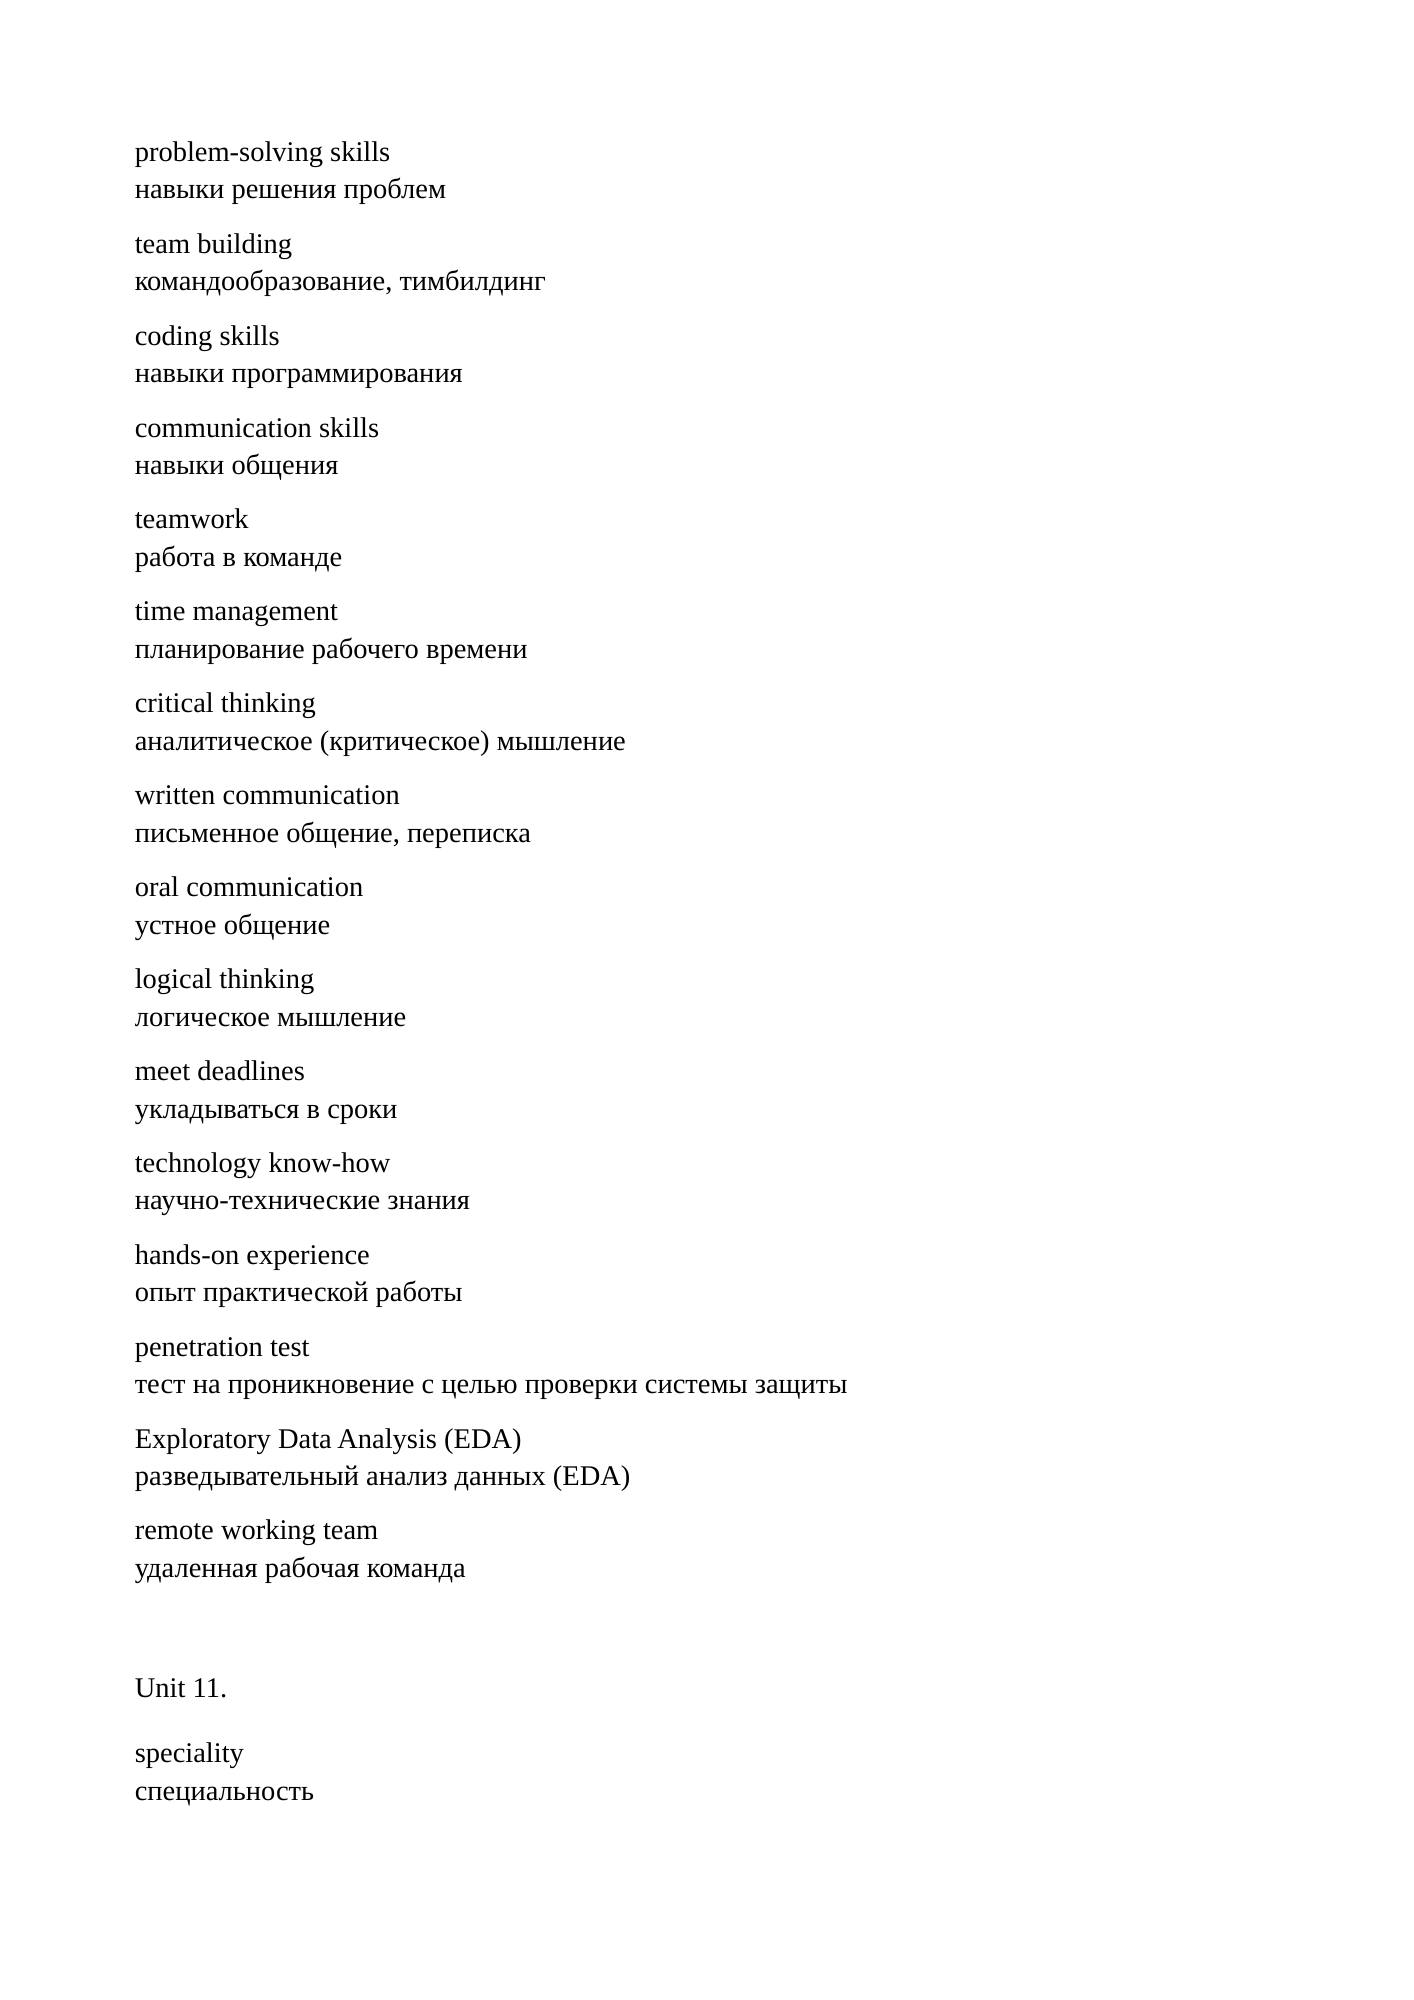 problem-solving skills
навыки решения проблем
team building
командообразование, тимбилдинг
coding skills
навыки программирования
communication skills
навыки общения
teamwork
работа в команде
time management
планирование рабочего времени
critical thinking
аналитическое (критическое) мышление
written communication
письменное общение, переписка
oral communication
устное общение
logical thinking
логическое мышление
meet deadlines
укладываться в сроки
technology know-how
научно-технические знания
hands-on experience
опыт практической работы
penetration test
тест на проникновение с целью проверки системы защиты
Exploratory Data Analysis (EDA)
разведывательный анализ данных (EDA)
remote working team
удаленная рабочая команда
Unit 11.
speciality
специальность